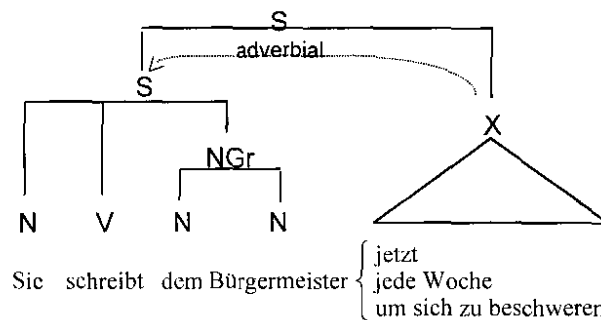 S
adverbial
S
X
NGr
N V N N
jetzt
Sie schreibt dem Bürgermeister { jede Woche
um sich zu beschweren